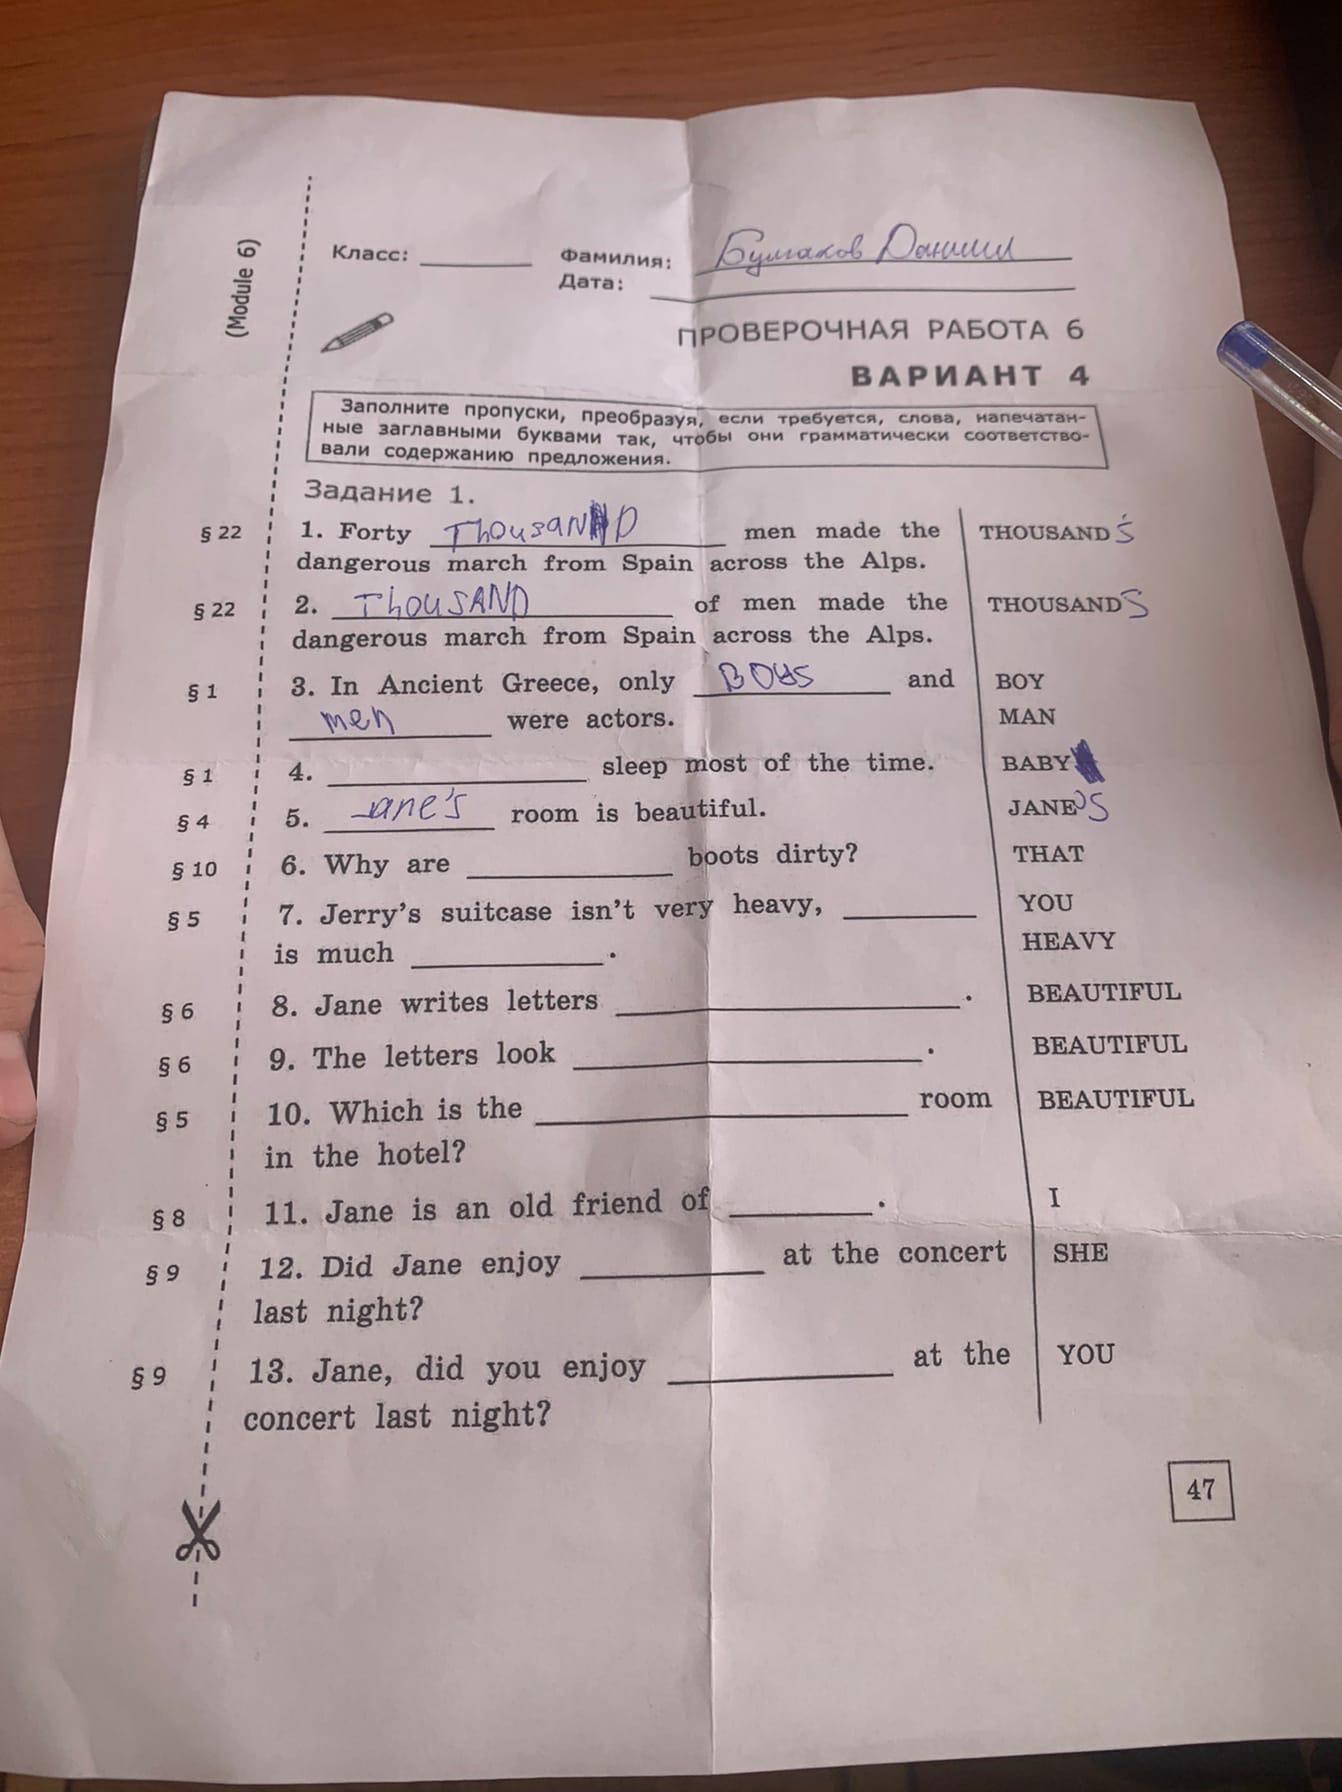 (Module 6)
Класс: Фамилия: Булгаков Даниил
Дата:
ПРОВЕРОЧНАЯ РАБОТА 6
ВАРИАНТ 4
Заполните пропуски, преобразуя, если требуется, слова, напечатан-
ные заглавными буквами так, чтобы они грамматически соответство-
вали содержанию предложения.
Задание 1.
§ 22 1. Forty ThousanD men made the THOUSAND S
dangerous march from Spain across the Alps.
§ 22 2. ThouSAND of men made the THOUSANDS
dangerous march from Spain across the Alps.
§ 1 3. In Ancient Greece, only BOYS and BOY
men were actors. MAN
§ 1 4. sleep most of the time. BABY
§ 4 5. Jane's room is beautiful. JANE'S
§ 10 6. Why are boots dirty? THAT
§ 5 7. Jerry's suitcase isn't very heavy, YOU
is much . HEAVY
§ 6 8. Jane writes letters . BEAUTIFUL
§ 6 9. The letters look . BEAUTIFUL
§ 5 10. Which is the room BEAUTIFUL
in the hotel?
§ 8 11. Jane is an old friend of . I
§ 9 12. Did Jane enjoy at the concert SHE
last night?
§ 9 13. Jane, did you enjoy at the YOU
concert last night?
47